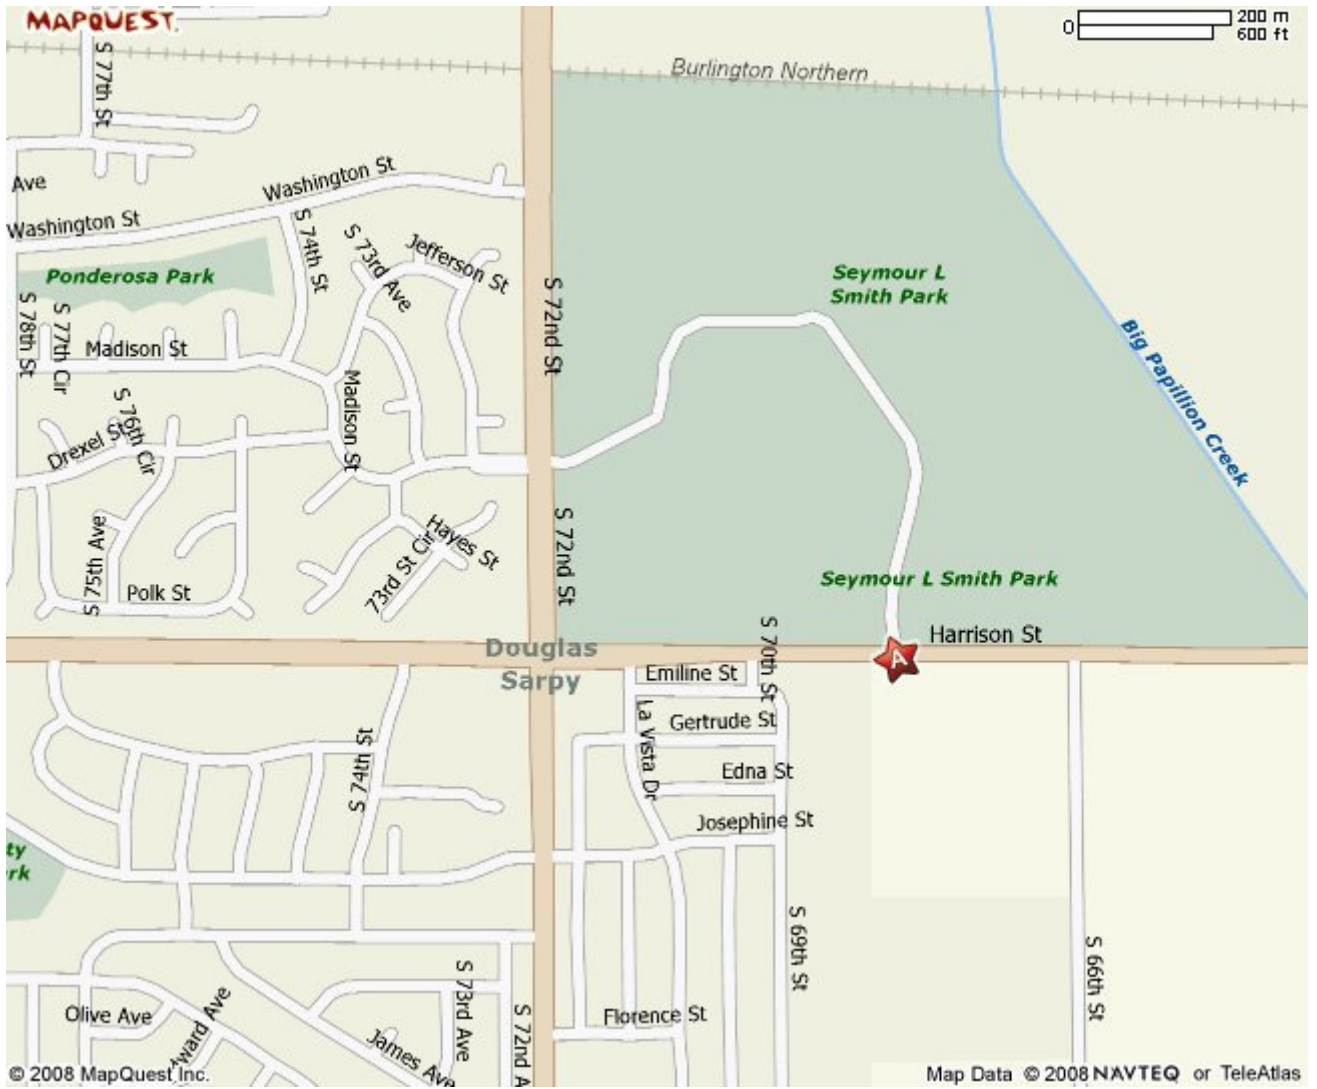 MAPQUEST.
200 m
0
600 ft
S 77th St
Burlington Northern
Ave
Washington St
Washington St
S 74th St
S 73rd Ave
Jefferson St
Ponderosa Park
Seymour L
Smith Park
S 72nd St
S 78th St
S 77th Cir
Madison St
Big Papillion Creek
Madison St
S 76th Cir
Drexel St
S 72nd St
S 75th Ave
Hayes St
73rd St Cir
Polk St
Seymour L Smith Park
Harrison St
A
Douglas
Sarpy
S 70th St
Emiline St
La Vista Dr
Gertrude St
S 74th St
Edna St
Josephine St
ty
rk
S 69th St
S 66th St
S 73rd Ave
Olive Ave
dward Ave
S 72nd A
Florence St
James Ave
© 2008 MapQuest Inc.
Map Data © 2008 NAVTEQ or TeleAtlas